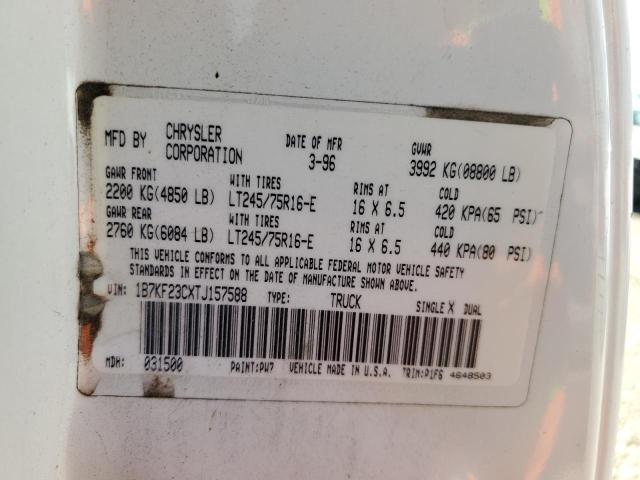 MFD BY CHRYSLER CORPORATION DATE OF MFR 3-96 GVWR 3992 KG(08800 LB)
GAWR FRONT WITH TIRES RIMS AT COLD
2200 KG(4850 LB) LT245/75R16-E 16 X 6.5 420 KPA(65 PSI)
GAWR REAR WITH TIRES RIMS AT COLD
2760 KG(6084 LB) LT245/75R16-E 16 X 6.5 440 KPA(80 PSI)
THIS VEHICLE CONFORMS TO ALL APPLICABLE FEDERAL MOTOR VEHICLE SAFETY
STANDARDS IN EFFECT ON THE DATE OF MANUFACTURE SHOWN ABOVE.
VIN: 1B7KF23CXTJ157588 TYPE: TRUCK SINGLE X DUAL
MDH: 031500 PAINT:PW7 VEHICLE MADE IN U.S.A. TRIM:P1F6 4648503